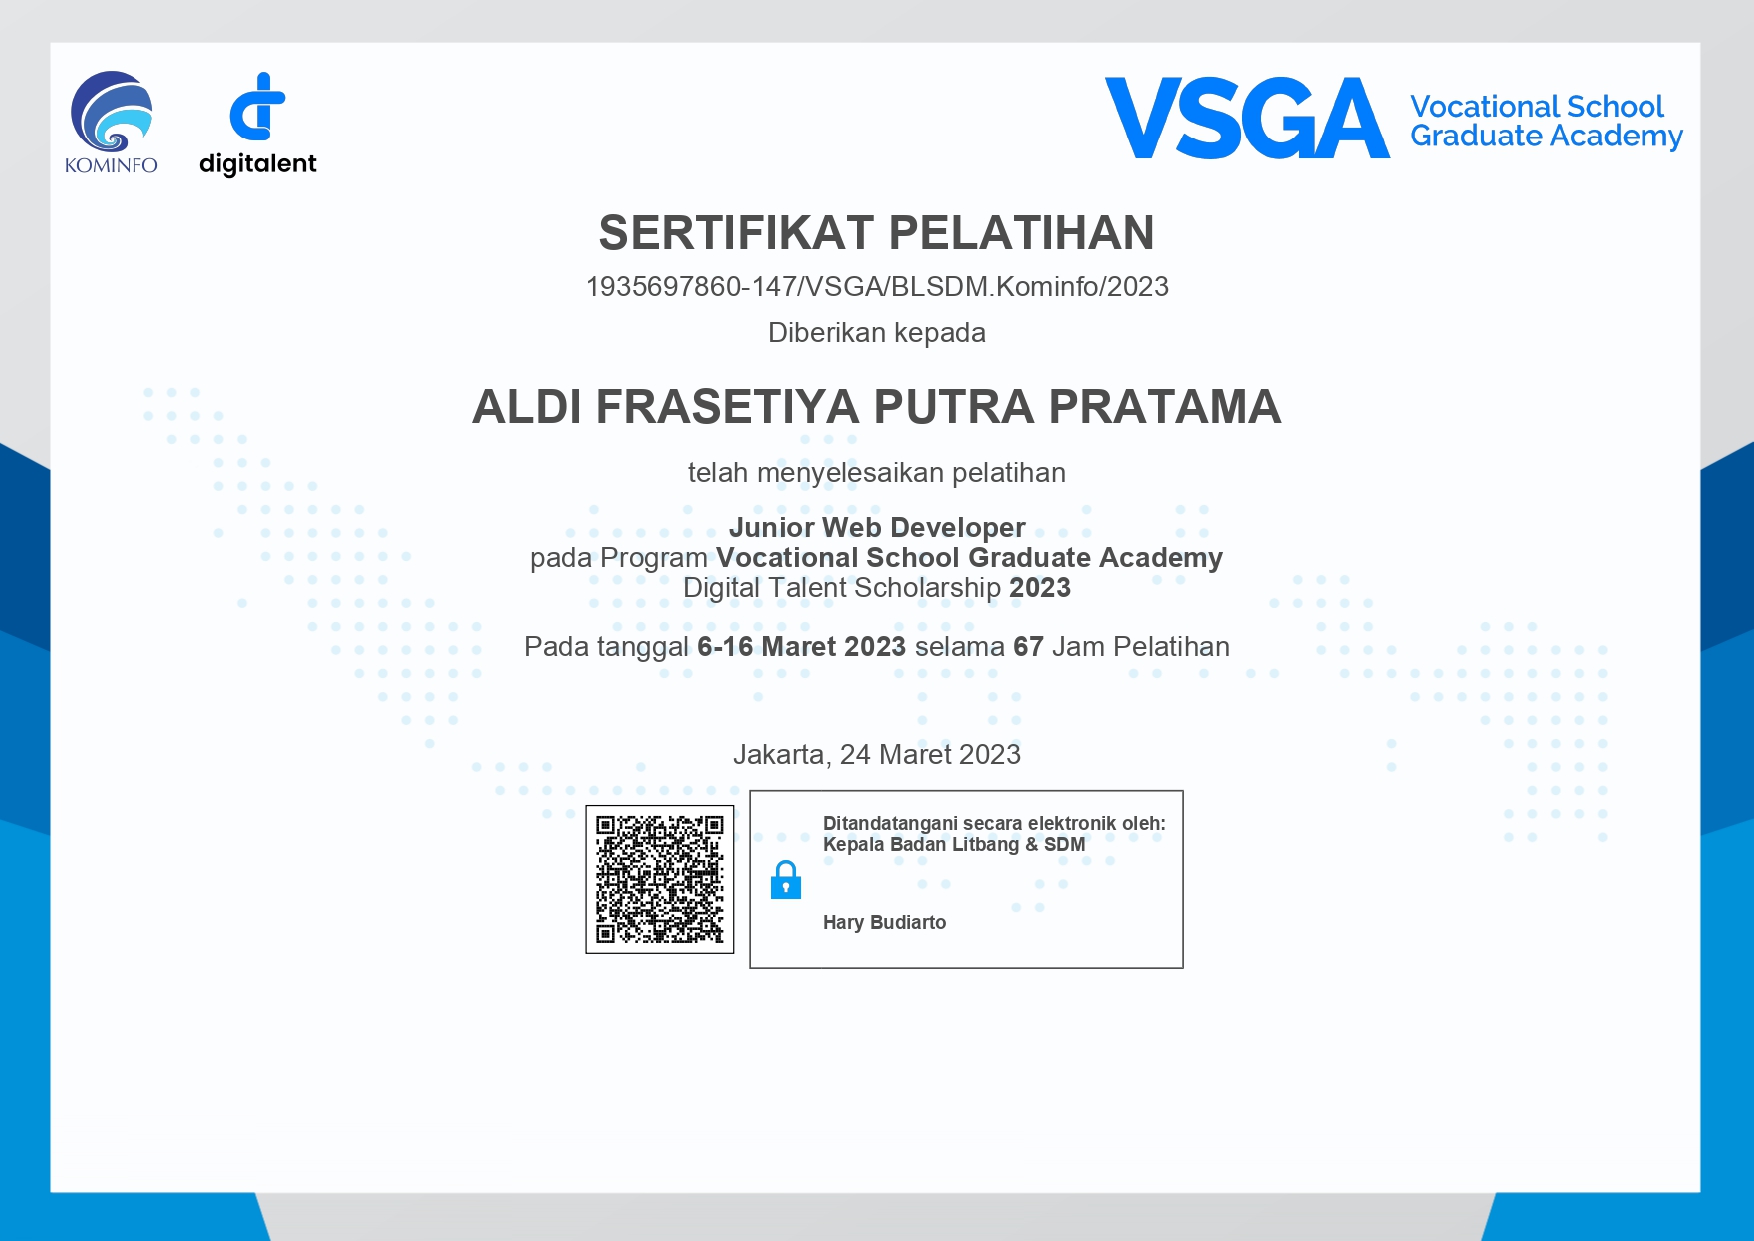 KOMINFO
digitalent
VSGA
Vocational School
Graduate Academy
SERTIFIKAT PELATIHAN
1935697860-147/VSGA/BLSDM.Kominfo/2023
Diberikan kepada
ALDI FRASETIYA PUTRA PRATAMA
telah menyelesaikan pelatihan
Junior Web Developer
pada Program Vocational School Graduate Academy
Digital Talent Scholarship 2023
Pada tanggal 6-16 Maret 2023 selama 67 Jam Pelatihan
Jakarta, 24 Maret 2023
Ditandatangani secara elektronik oleh:
Kepala Badan Litbang & SDM
Hary Budiarto